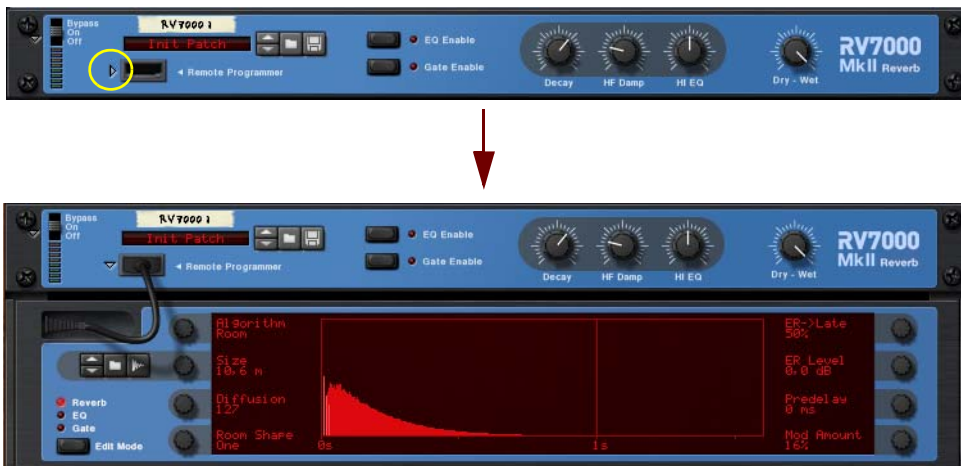 Bypass
On
Off
RV7000 1
Init Patch
Remote Programmer
EQ Enable
Gate Enable
Decay
HF Damp
HI EQ
Dry - Wet
RV7000
MkII Reverb
Bypass
On
Off
RV7000 1
Init Patch
Remote Programmer
EQ Enable
Gate Enable
Decay
HF Damp
HI EQ
Dry - Wet
RV7000
MkII Reverb
Algorithm
Room
Size
10,6 m
Diffusion
127
Room Shape
One
Reverb
EQ
Gate
Edit Mode
0s
1s
ER->Late
50%
ER Level
0,0 dB
Predelay
0 ms
Mod Amount
16%